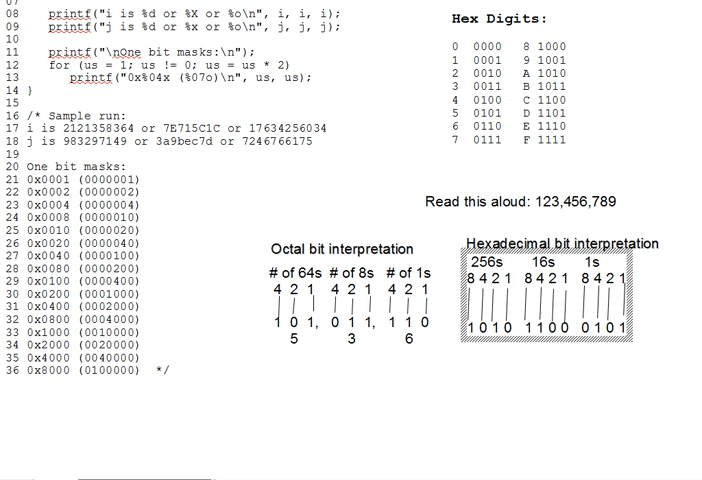 08 printf("i is %d or %X or %o\n", i, i, i);
09 printf("j is %d or %x or %o\n", j, j, j);
10
11 printf("\nOne bit masks:\n");
12 for (us = 1; us != 0; us = us * 2)
13 printf("0x%04x (%07o)\n", us, us);
14 }
15
16 /* Sample run:
17 i is 2121358364 or 7E715C1C or 17634256034
18 j is 983297149 or 3a9bec7d or 7246766175
19
20 One bit masks:
21 0x0001 (0000001)
22 0x0002 (0000002)
23 0x0004 (0000004)
24 0x0008 (0000010)
25 0x0010 (0000020)
26 0x0020 (0000040)
27 0x0040 (0000100)
28 0x0080 (0000200)
29 0x0100 (0000400)
30 0x0200 (0001000)
31 0x0400 (0002000)
32 0x0800 (0004000)
33 0x1000 (0010000)
34 0x2000 (0020000)
35 0x4000 (0040000)
36 0x8000 (0100000) */
Hex Digits:
0 0000 8 1000
1 0001 9 1001
2 0010 A 1010
3 0011 B 1011
4 0100 C 1100
5 0101 D 1101
6 0110 E 1110
7 0111 F 1111
Read this aloud: 123,456,789
Octal bit interpretation
# of 64s # of 8s # of 1s
4 2 1 4 2 1 4 2 1
1 0 1, 0 1 1, 1 1 0
5 3 6
Hexadecimal bit interpretation
256s 16s 1s
8 4 2 1 8 4 2 1 8 4 2 1
1 0 1 0 1 1 0 0 0 1 0 1